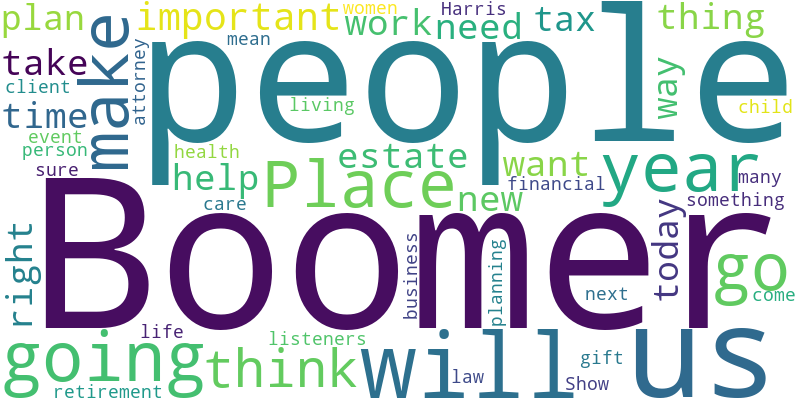 plan important women Harris
work need tax thing
take make mean people
client attorney way
time living child
event person health estate want year many
sure help Place financial
care new something
Boomer
right business planning today go
next come
life listeners
going think will us
gift
retirement law Show